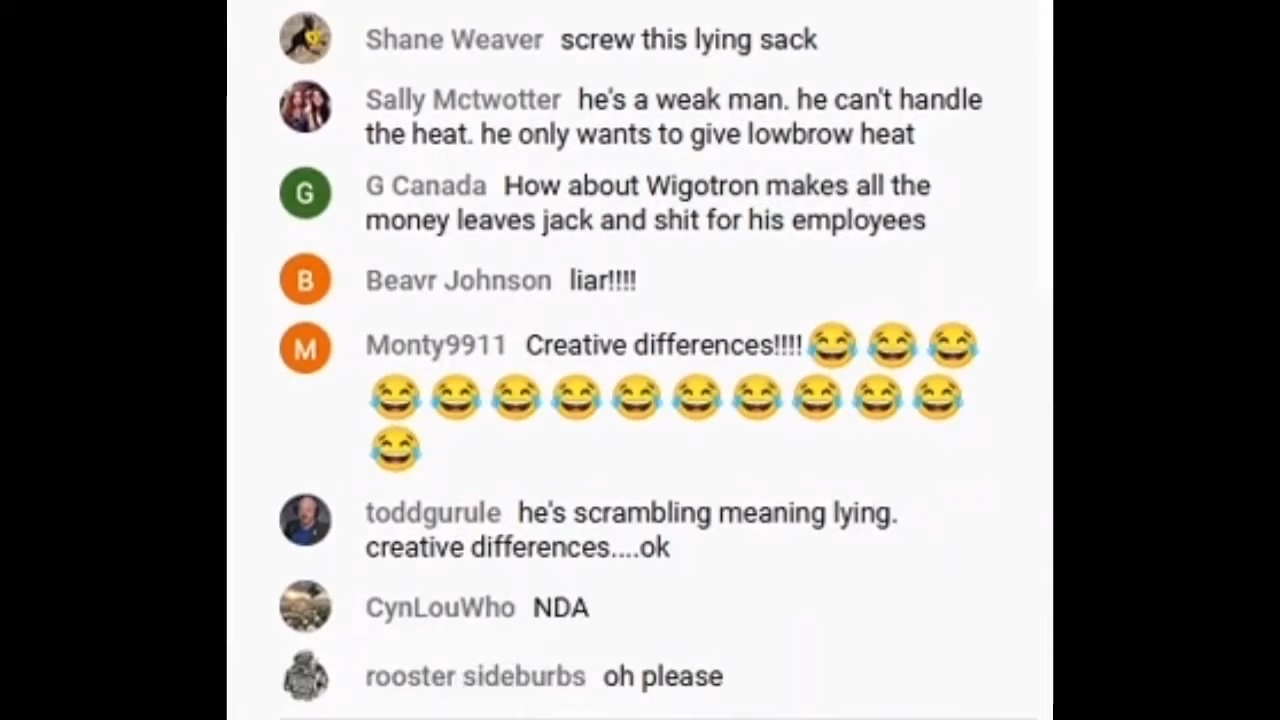 Shane Weaver screw this lying sack
Sally Mctwotter he's a weak man. he can't handle
the heat. he only wants to give lowbrow heat
G
G Canada How about Wigotron makes all the
money leaves jack and shit for his employees
B
Beavr Johnson liar!!!!
M
Monty9911 Creative differences!!!!😂😂😂
😂😂😂😂😂😂😂😂😂😂
😂
toddgurule he's scrambling meaning lying.
creative differences....ok
CynLouWho NDA
rooster sideburbs oh please